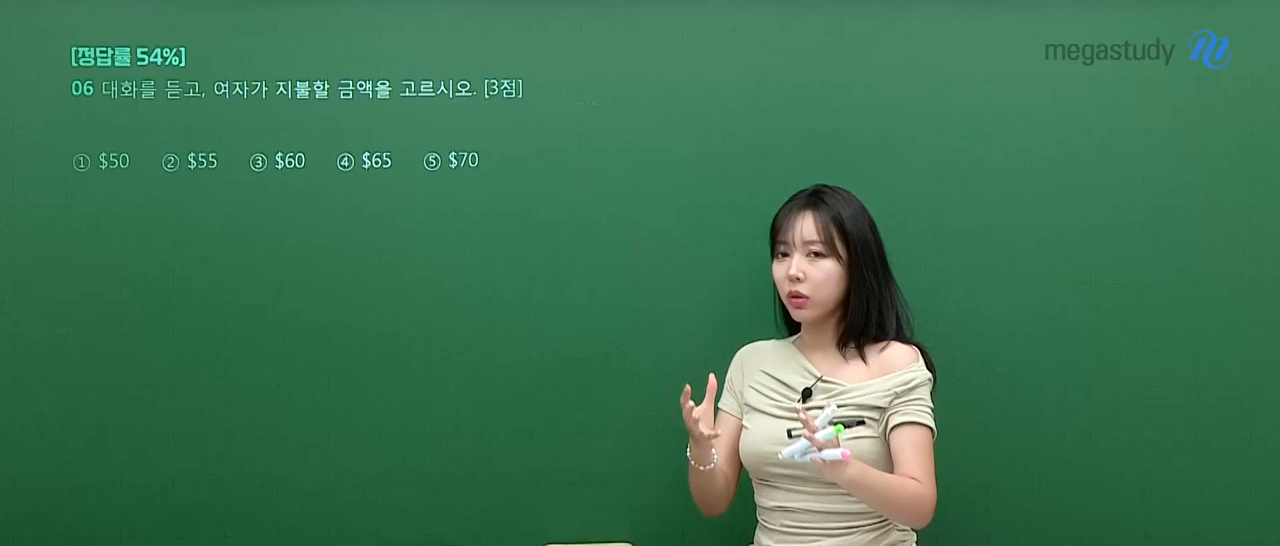 megastudy
[정답률 54%]
06 대화를 듣고, 여자가 지불할 금액을 고르시오. [3점]
① $50 ② $55 ③ $60 ④ $65 ⑤ $70